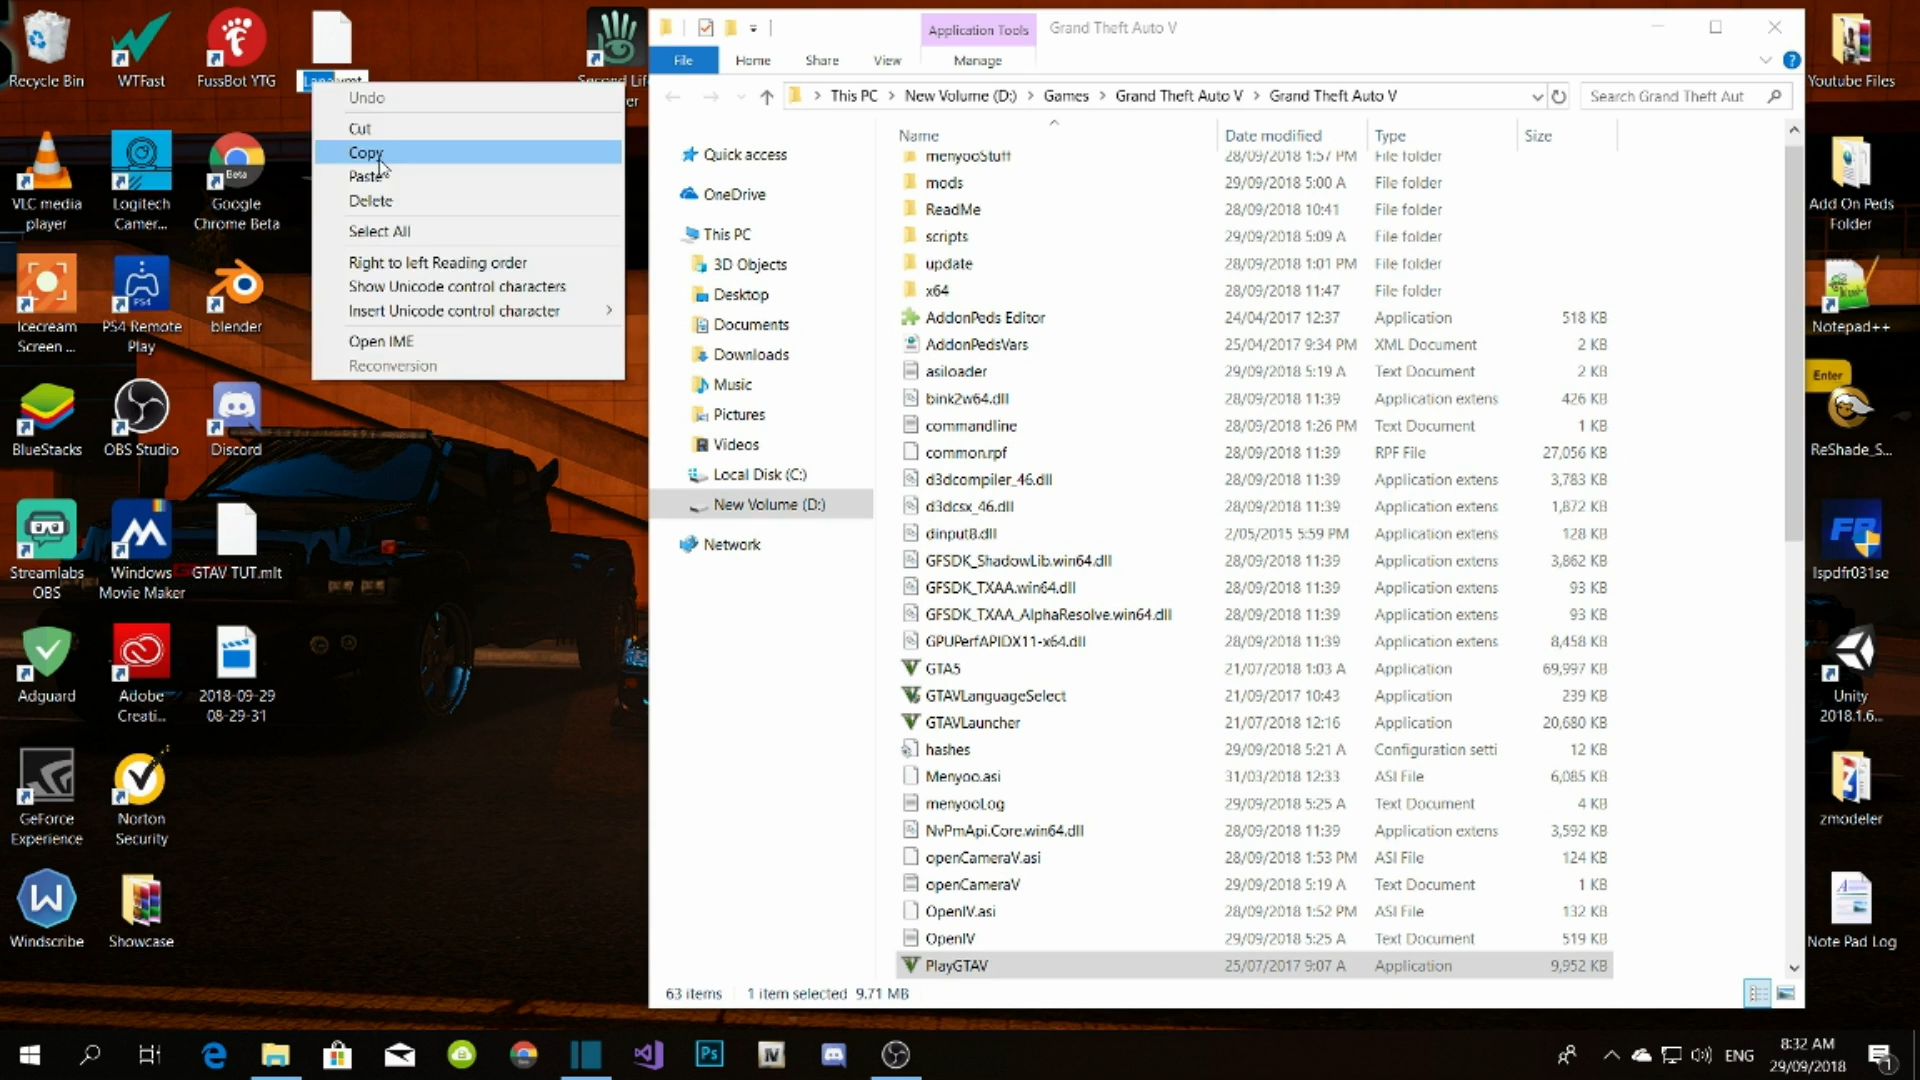 Recycle Bin
WTFast
FussBot YTG
Second Life
er
VLC media
player
Logitech
Camer...
Beta
Google
Chrome Beta
Icecream
Screen ...
PS4
PS4 Remote
Play
blender
BlueStacks
OBS Studio
Discord
Streamlabs
OBS
Windows
Movie Maker
GTAV TUT.mlt
Adguard
Adobe
Creati...
2018-09-29
08-29-31
GeForce
Experience
Norton
Security
Windscribe
Showcase
Undo
Cut
Copy
Paste
Delete
Select All
Right to left Reading order
Show Unicode control characters
Insert Unicode control character
Open IME
Reconversion
Application Tools
Grand Theft Auto V
File
Home
Share
View
Manage
This PC > New Volume (D:) > Games > Grand Theft Auto V > Grand Theft Auto V
Search Grand Theft Aut
Quick access
OneDrive
This PC
3D Objects
Desktop
Documents
Downloads
Music
Pictures
Videos
Local Disk (C:)
New Volume (D:)
Network
Name Date modified Type Size
menyooStuff 28/09/2018 1:57 PM File folder
mods 29/09/2018 5:00 A File folder
ReadMe 28/09/2018 10:41 File folder
scripts 29/09/2018 5:09 A File folder
update 28/09/2018 1:01 PM File folder
x64 28/09/2018 11:47 File folder
AddonPeds Editor 24/04/2017 12:37 Application 518 KB
AddonPedsVars 25/04/2017 9:34 PM XML Document 2 KB
asiloader 29/09/2018 5:19 A Text Document 2 KB
bink2w64.dll 28/09/2018 11:39 Application extens 426 KB
commandline 28/09/2018 1:26 PM Text Document 1 KB
common.rpf 28/09/2018 11:39 RPF File 27,056 KB
d3dcompiler_46.dll 28/09/2018 11:39 Application extens 3,783 KB
d3dcsx_46.dll 28/09/2018 11:39 Application extens 1,872 KB
dinput8.dll 2/05/2015 5:59 PM Application extens 128 KB
GFSDK_ShadowLib.win64.dll 28/09/2018 11:39 Application extens 3,862 KB
GFSDK_TXAA.win64.dll 28/09/2018 11:39 Application extens 93 KB
GFSDK_TXAA_AlphaResolve.win64.dll 28/09/2018 11:39 Application extens 93 KB
GPUPerfAPIDX11-x64.dll 28/09/2018 11:39 Application extens 8,458 KB
GTA5 21/07/2018 1:03 A Application 69,997 KB
GTAVLanguageSelect 21/09/2017 10:43 Application 239 KB
GTAVLauncher 21/07/2018 12:16 Application 20,680 KB
hashes 29/09/2018 5:21 A Configuration setti 12 KB
Menyoo.asi 31/03/2018 12:33 ASI File 6,085 KB
menyooLog 29/09/2018 5:25 A Text Document 4 KB
NvPmApi.Core.win64.dll 28/09/2018 11:39 Application extens 3,592 KB
openCameraV.asi 28/09/2018 1:53 PM ASI File 124 KB
openCameraV 29/09/2018 5:19 A Text Document 1 KB
OpenIV.asi 28/09/2018 1:52 PM ASI File 132 KB
OpenIV 29/09/2018 5:25 A Text Document 519 KB
PlayGTAV 25/07/2017 9:07 A Application 9,952 KB
63 items 1 item selected 9.71 MB
Youtube Files
Add On Peds
Folder
Notepad++
Enter
ReShade_S...
lspdfr031se
Unity
2018.1.6...
zmodeler
Note Pad Log
Ps
IV
ENG
8:32 AM
29/09/2018
1